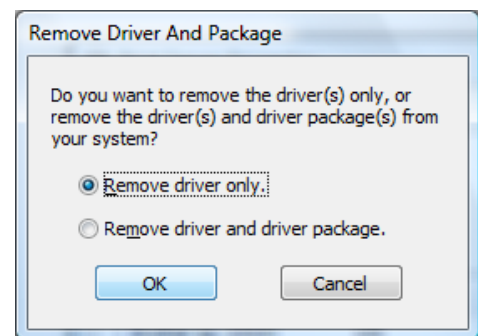 Remove Driver And Package
Do you want to remove the driver(s) only, or
remove the driver(s) and driver package(s) from
your system?
Remove driver only.
Remove driver and driver package.
OK Cancel